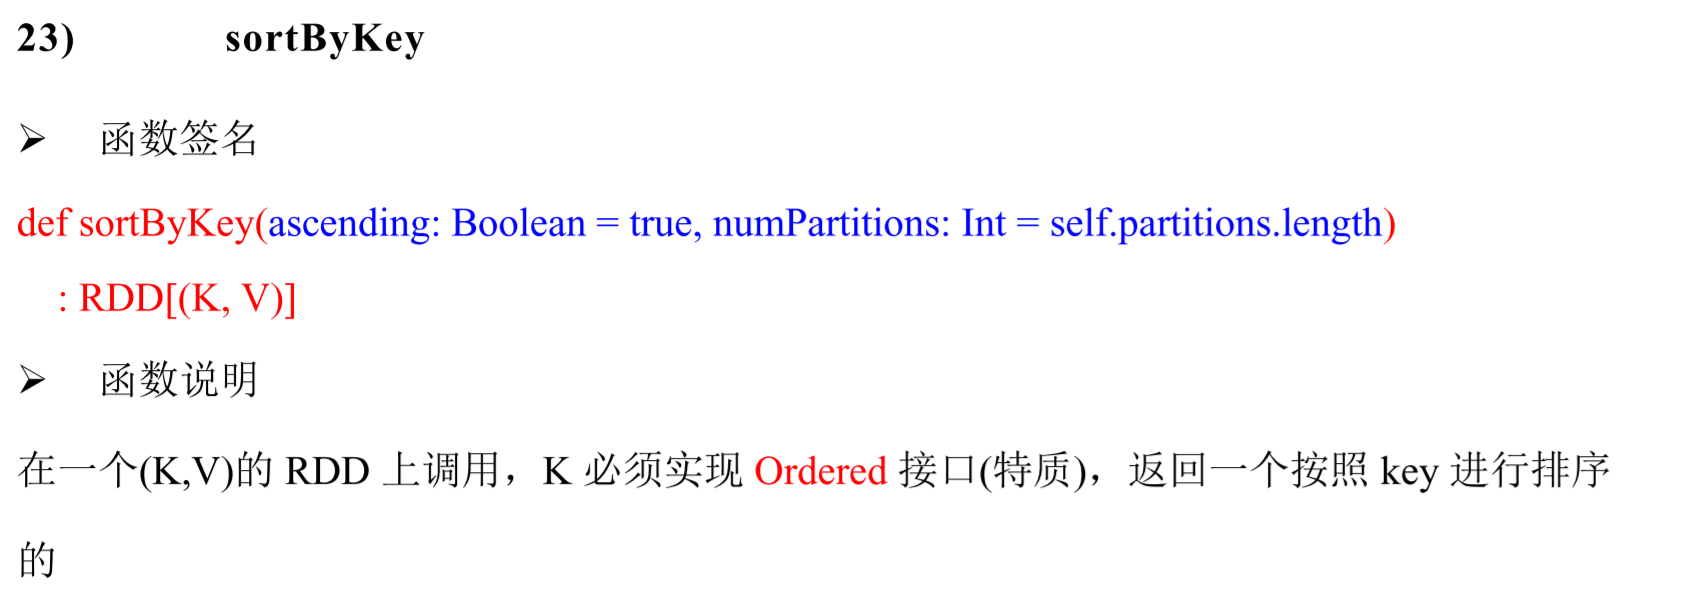 23) sortByKey
➢ 函数签名
def sortByKey(ascending: Boolean = true, numPartitions: Int = self.partitions.length)
: RDD[(K, V)]
➢ 函数说明
在一个(K,V)的 RDD 上调用，K 必须实现 Ordered 接口(特质)，返回一个按照 key 进行排序
的